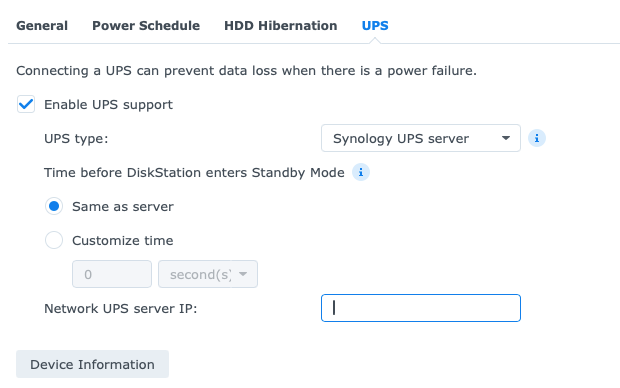 General Power Schedule HDD Hibernation UPS
Connecting a UPS can prevent data loss when there is a power failure.
Enable UPS support
UPS type: Synology UPS server
Time before DiskStation enters Standby Mode
Same as server
Customize time
0 second(s)
Network UPS server IP:
Device Information